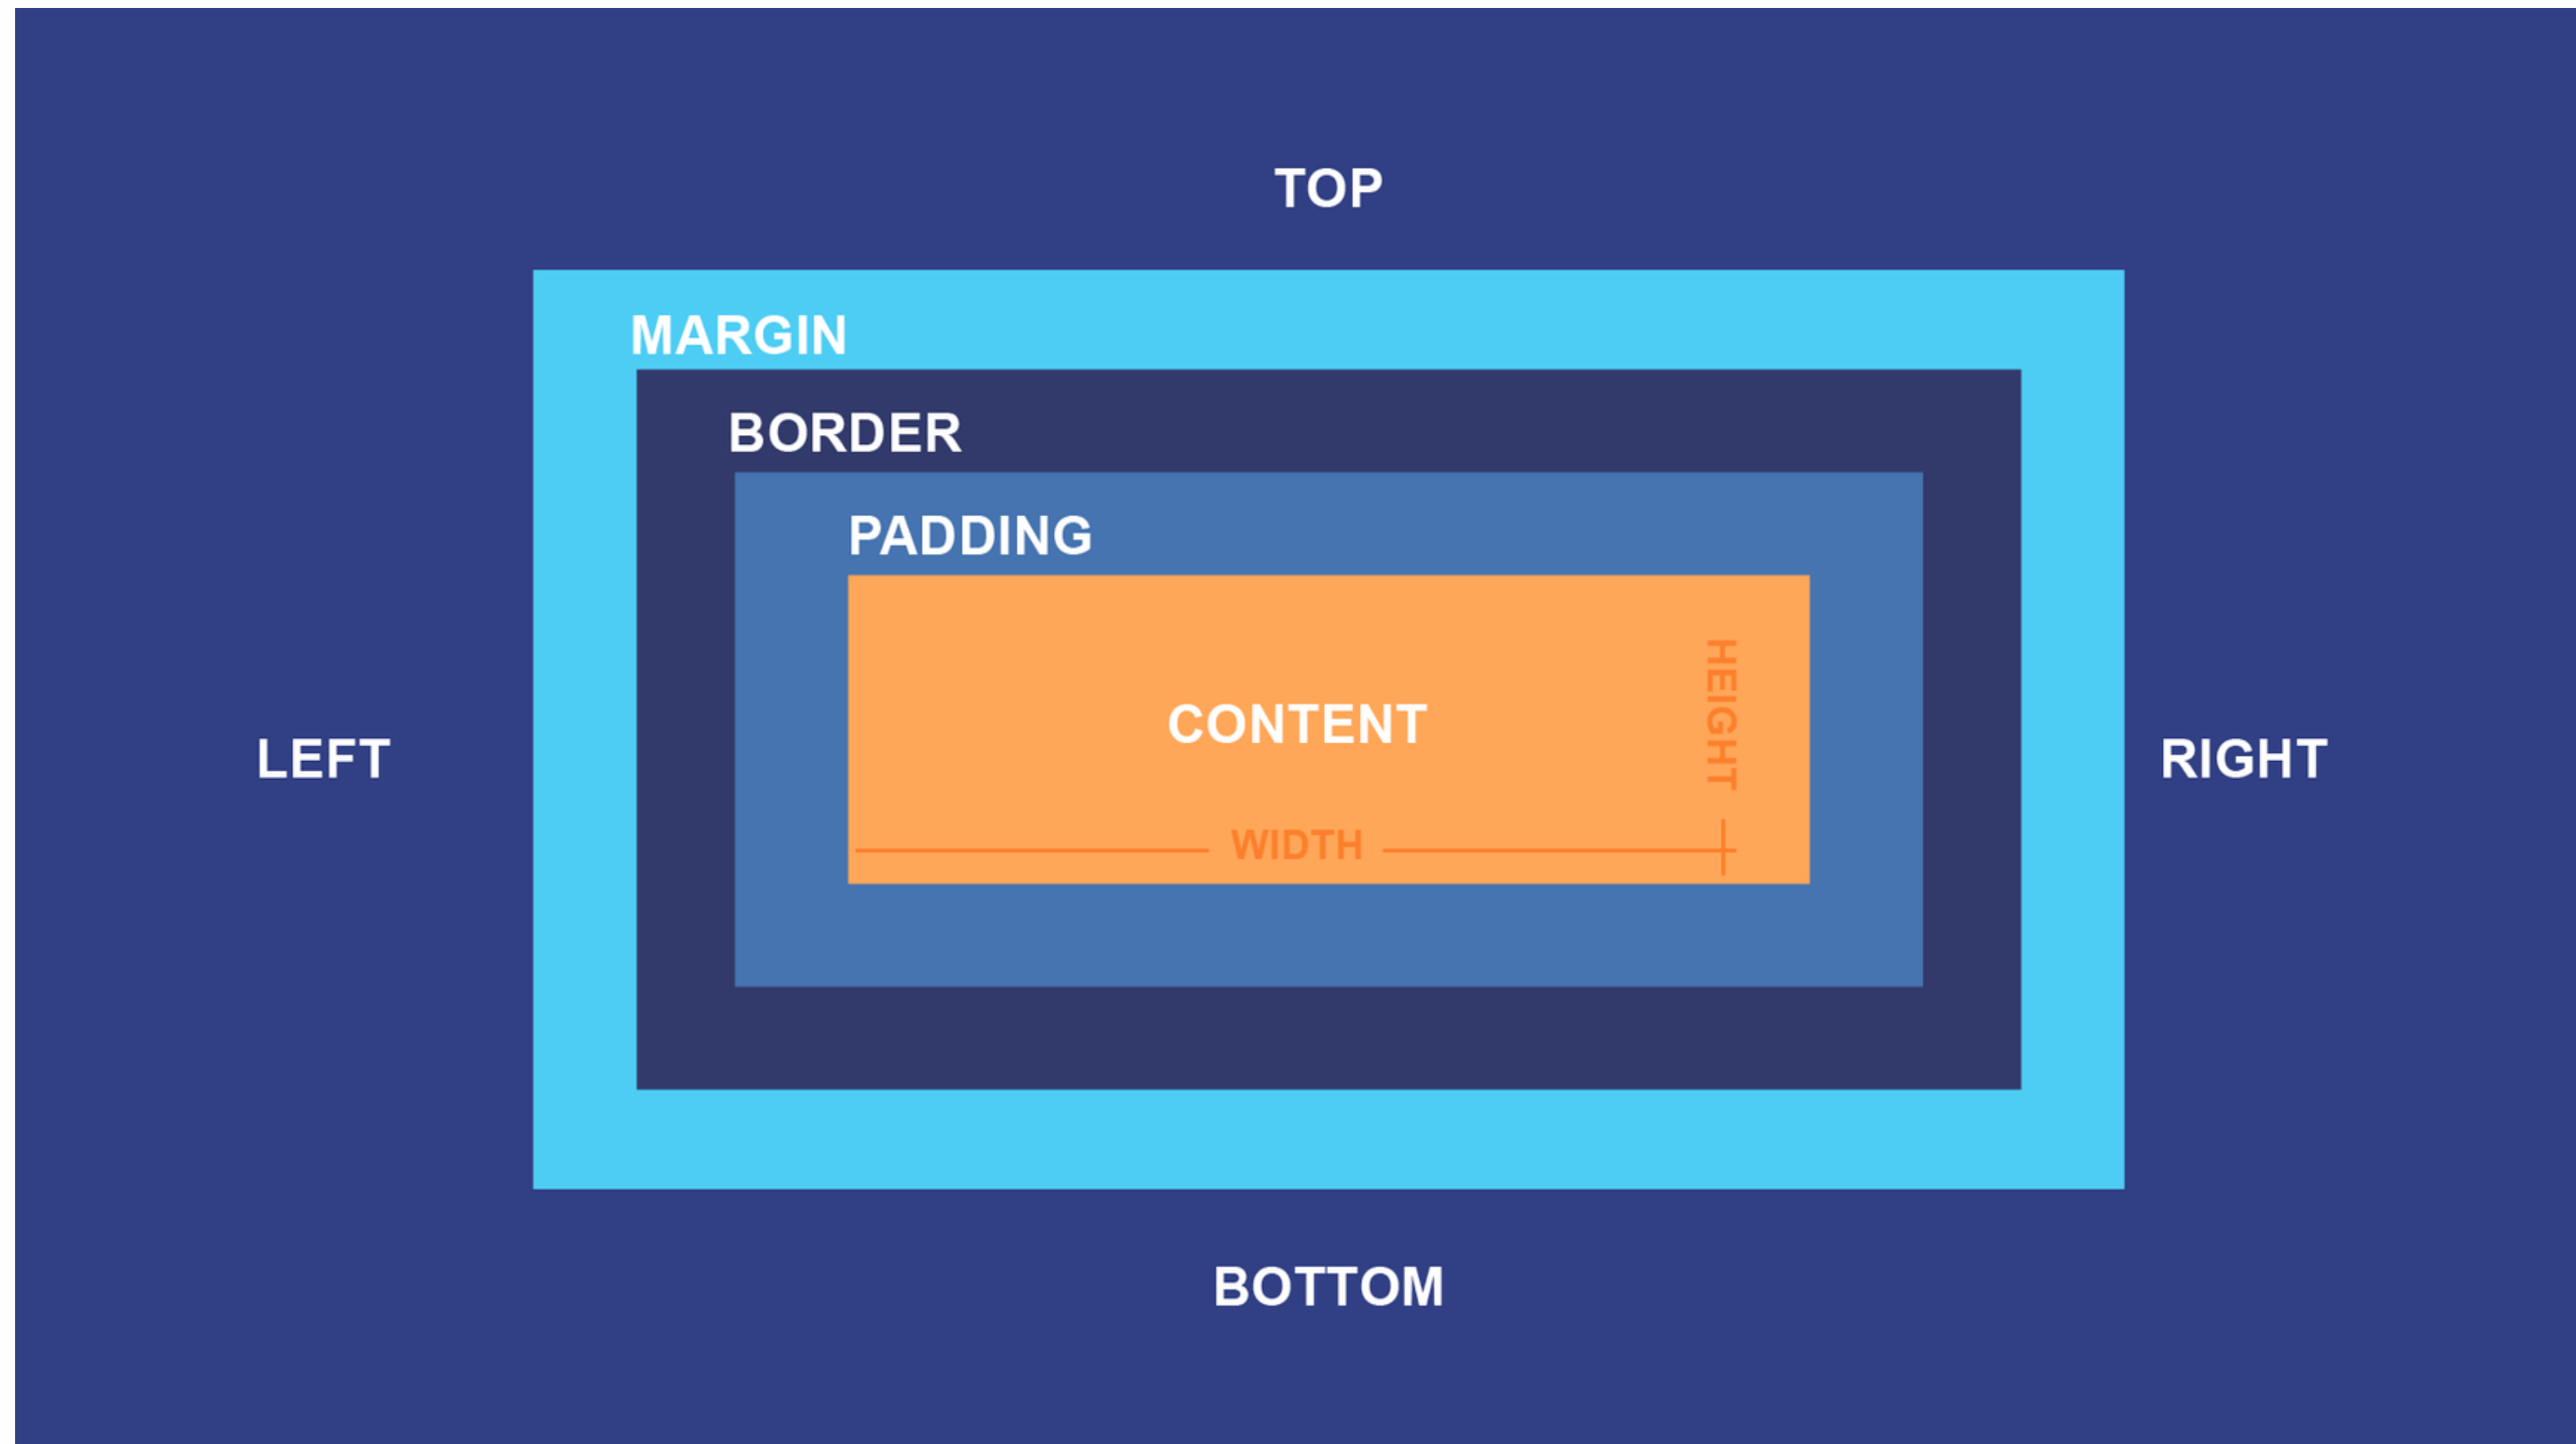 TOP
MARGIN
BORDER
PADDING
HEIGHT
CONTENT
LEFT
RIGHT
WIDTH
BOTTOM